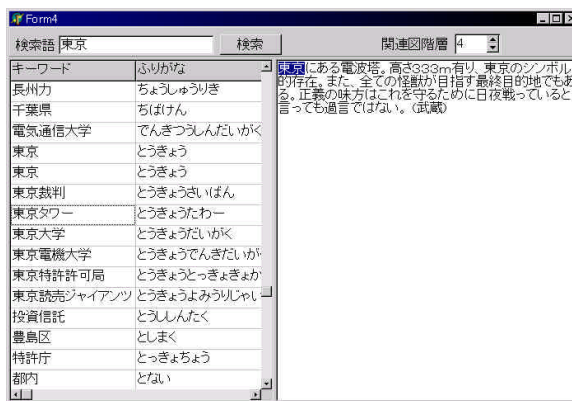 Form4
検索語 東京 検索 関連図階層 4
キーワード ふりがな
長州力 ちょうしゅうりき
千葉県 ちばけん
電気通信大学 でんきつうしんだいがく
東京 とうきょう
東京 とうきょう
東京裁判 とうきょうさいばん
東京タワー とうきょうたわー
東京大学 とうきょうだいがく
東京電機大学 とうきょうでんきだいが
東京特許許可局 とうきょうとっきょきょか
東京読売ジャイアンツ とうきょうよみうりじゃい
投資信託 とうししんたく
豊島区 としまく
特許庁 とっきょちょう
都内 とない
東京にある電波塔。高さ333m有り、東京のシンボル
的存在。また、全ての怪獣が目指す最終目的地でもあ
る。正義の味方はこれを守るために日夜戦っていると
言っても過言ではない。(武蔵)